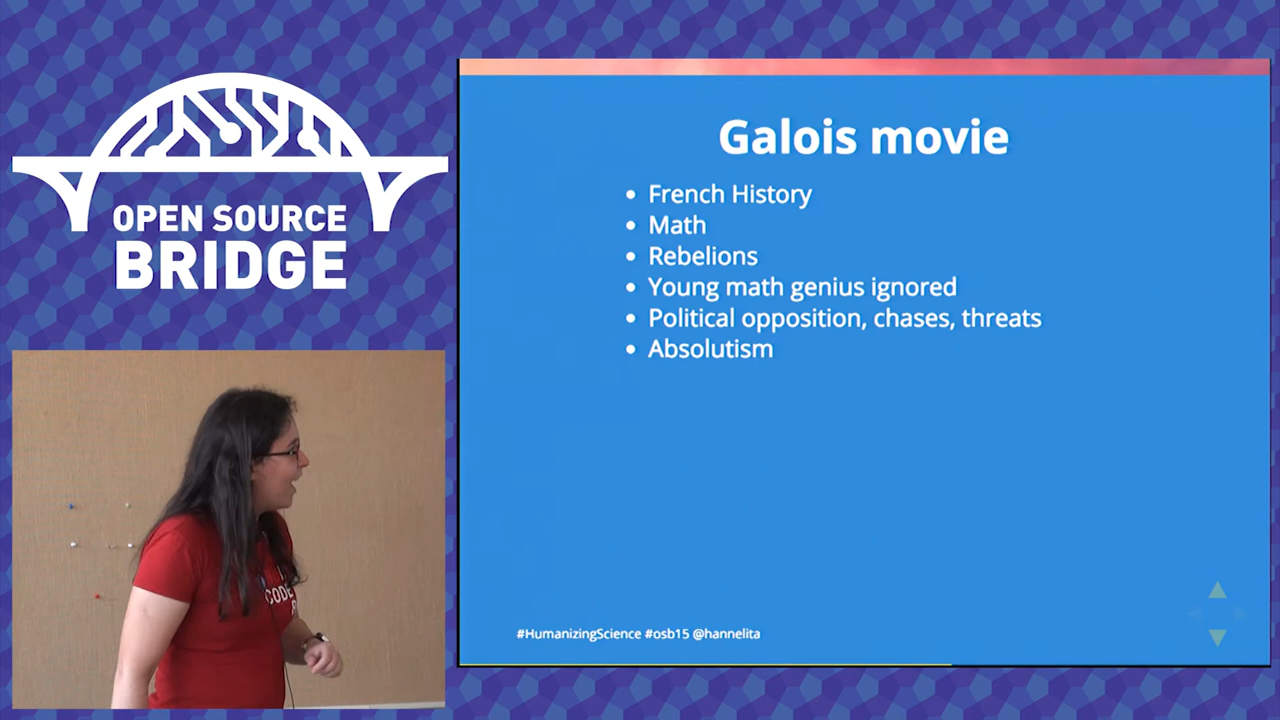 OPEN SOURCE
BRIDGE
Galois movie
French History
Math
Rebelions
Young math genius ignored
Political opposition, chases, threats
Absolutism
#HumanizingScience #osb15 @hannelita
CODE